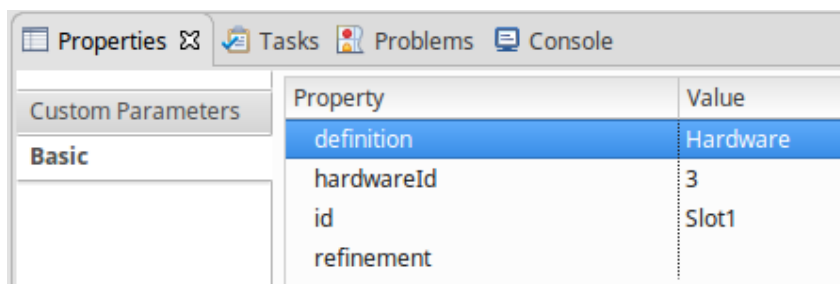 Properties Tasks Problems Console
Custom Parameters
Basic
Property Value
definition Hardware
hardwareId 3
id Slot1
refinement